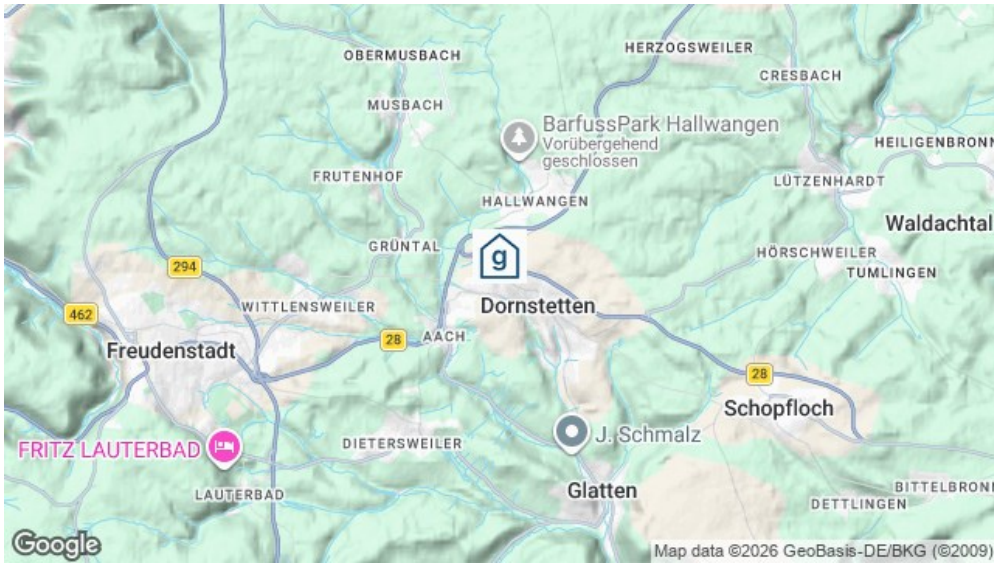 OBERMUSBACH
HERZOGSWEILER
CRESBACH
MUSBACH
BarfussPark Hallwangen
Vorübergehend
geschlossen
HEILIGENBRONN
FRUTENHOF
LÜTZENHARDT
HALLWANGEN
Waldachtal
GRÜNTAL
g
HÖRSCHWEILER
294
TUMLINGEN
WITTLENSWEILER
Dornstetten
462
AACH
28
Freudenstadt
28
Schopfloch
J. Schmalz
FRITZ LAUTERBAD
DIETERSWEILER
LAUTERBAD
Glatten
BITTELBRONN
DETTLINGEN
Google
Map data ©2026 GeoBasis-DE/BKG (©2009)